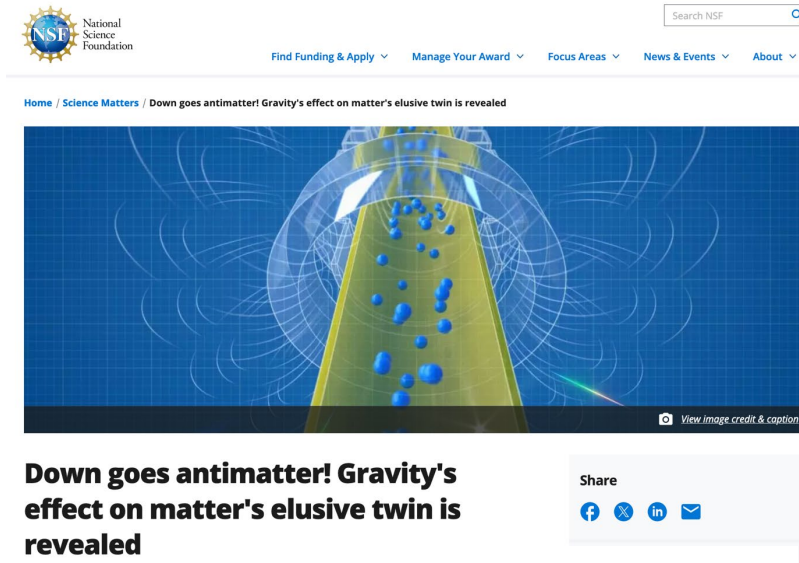 NSF
National
Science
Foundation
Search NSF
Find Funding & Apply
Manage Your Award
Focus Areas
News & Events
About
Home / Science Matters / Down goes antimatter! Gravity's effect on matter's elusive twin is revealed
View image credit & caption
Down goes antimatter! Gravity's
effect on matter's elusive twin is
revealed
Share